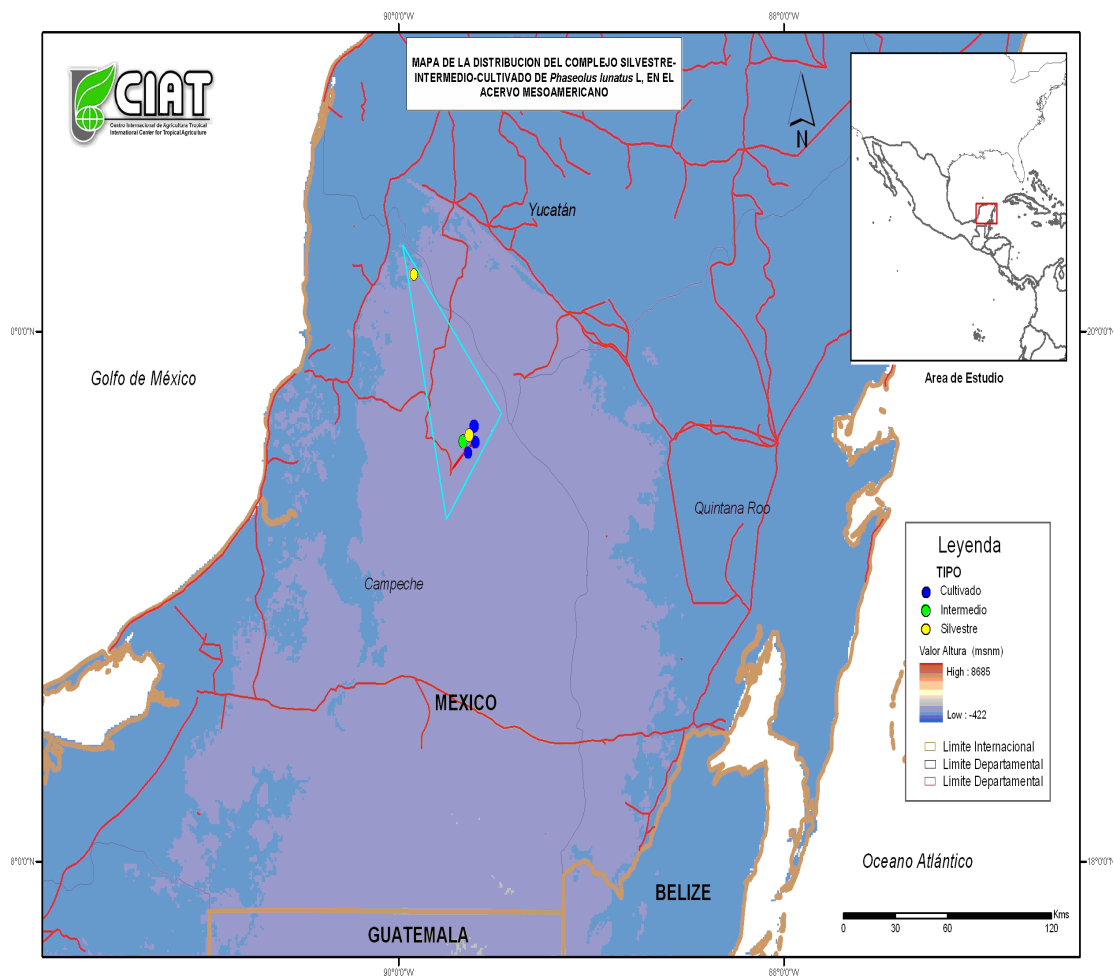 90°0'0"W
88°0'0"W
MAPA DE LA DISTRIBUCION DEL COMPLEJO SILVESTRE-
INTERMEDIO-CULTIVADO DE Phaseolus lunatus L, EN EL
ACERVO MESOAMERICANO
CIAT
Centro Internacional de Agricultura Tropical
International Center for Tropical Agriculture
N
Yucatán
0°0'0"N
20°0'0"N
Golfo de México
Area de Estudio
Quintana Roo
Campeche
Leyenda
TIPO
Cultivado
Intermedio
Silvestre
Valor Altura (msnm)
High : 8685
Low : -422
Limite Internacional
Limite Departamental
Limite Departamental
MEXICO
8°0'0"N
18°0'0"N
Oceano Atlántico
BELIZE
GUATEMALA
Kms
0 30 60 120
90°0'0"W
88°0'0"W